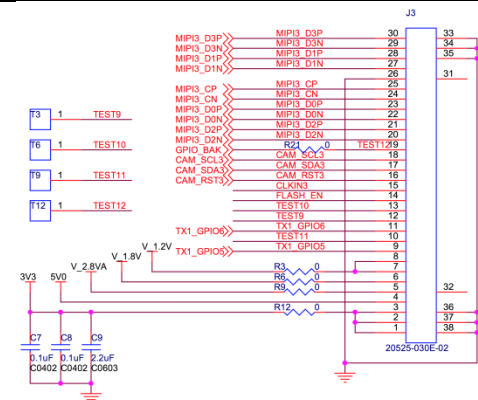 J3
MIPI3_D3P MIPI3_D3P 30 33
MIPI3_D3N MIPI3_D3N 29 34
MIPI3_D1P MIPI3_D1P 28 35
MIPI3_D1N MIPI3_D1N 27
26 31
MIPI3_CP MIPI3_CP 25
MIPI3_CN MIPI3_CN 24
MIPI3_D0P MIPI3_D0P 23
T3 1 TEST9 MIPI3_D0N MIPI3_D0N 22
MIPI3_D2P MIPI3_D2P 21
MIPI3_D2N MIPI3_D2N 20
T6 1 TEST10 GPIO_BAK R21 0 TEST12 19
CAM_SCL3 CAM_SCL3 18
CAM_SDA3 CAM_SDA3 17
T9 1 TEST11 CAM_RST3 CAM_RST3 16
CLKIN3 15
FLASH_EN 14
T12 1 TEST12 TEST10 13
TEST9 12
TX1_GPIO6 TX1_GPIO6 11
TEST11 10
TX1_GPIO5 TX1_GPIO5 9
V_1.2V 8
V_1.8V R3 0 7
V_2.8VA R6 0 6
3V3 5V0 R9 0 5 32
4
R12 0 3 36
2 37
1 38
C7 C8 C9 20525-030E-02
0.1uF 0.1uF 2.2uF
C0402 C0402 C0603